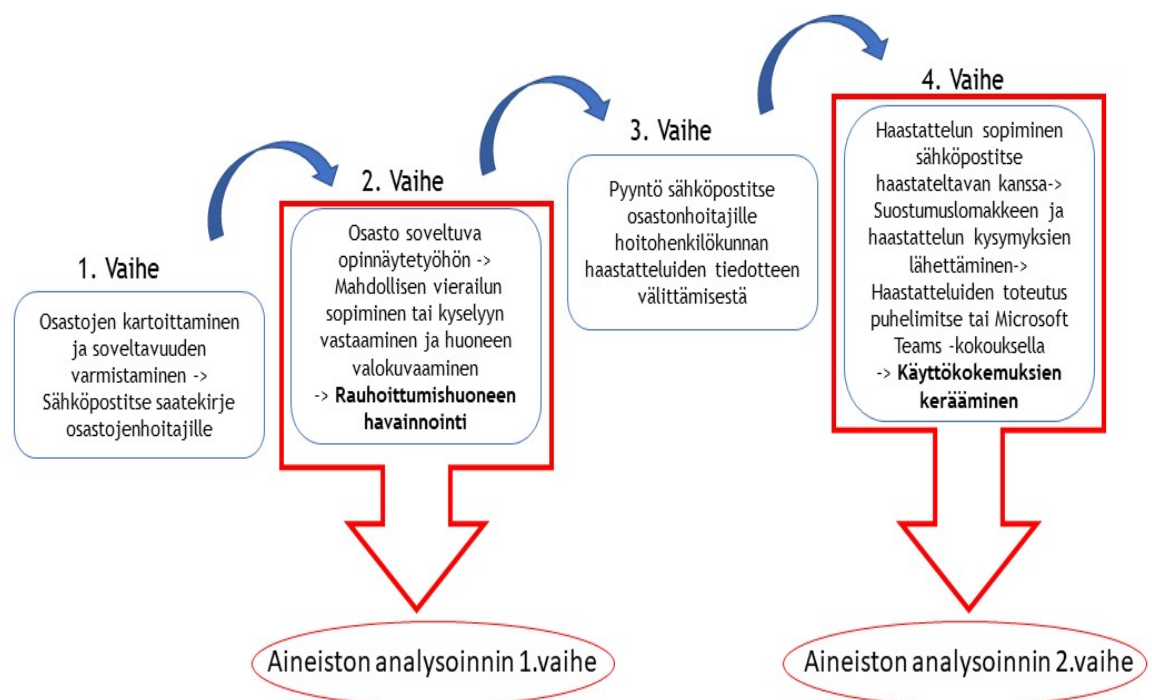 1. Vaihe
Osastojen kartoittaminen
ja soveltavuuden
varmistaminen ->
Sähköpostitse saatekirje
osastojenhoitajille
2. Vaihe
Osasto soveltuva
opinnäytetyöhön ->
Mahdollisen vierailun
sopiminen tai kyselyyn
vastaaminen ja huoneen
valokuvaaminen
-> Rauhoittumishuoneen
havainnointi
3. Vaihe
Pyyntö sähköpostitse
osastonhoitajille
hoitohenkilökunnan
haastatteluiden tiedotteen
välittämisestä
4. Vaihe
Haastattelun sopiminen
sähköpostitse
haastateltavan kanssa->
Suostumuslomakkeen ja
haastattelun kysymyksien
lähettäminen->
Haastatteluiden toteutus
puhelimitse tai Microsoft
Teams -kokouksella
-> Käyttökokemuksien
kerääminen
Aineiston analysoinnin 1.vaihe
Aineiston analysoinnin 2.vaihe